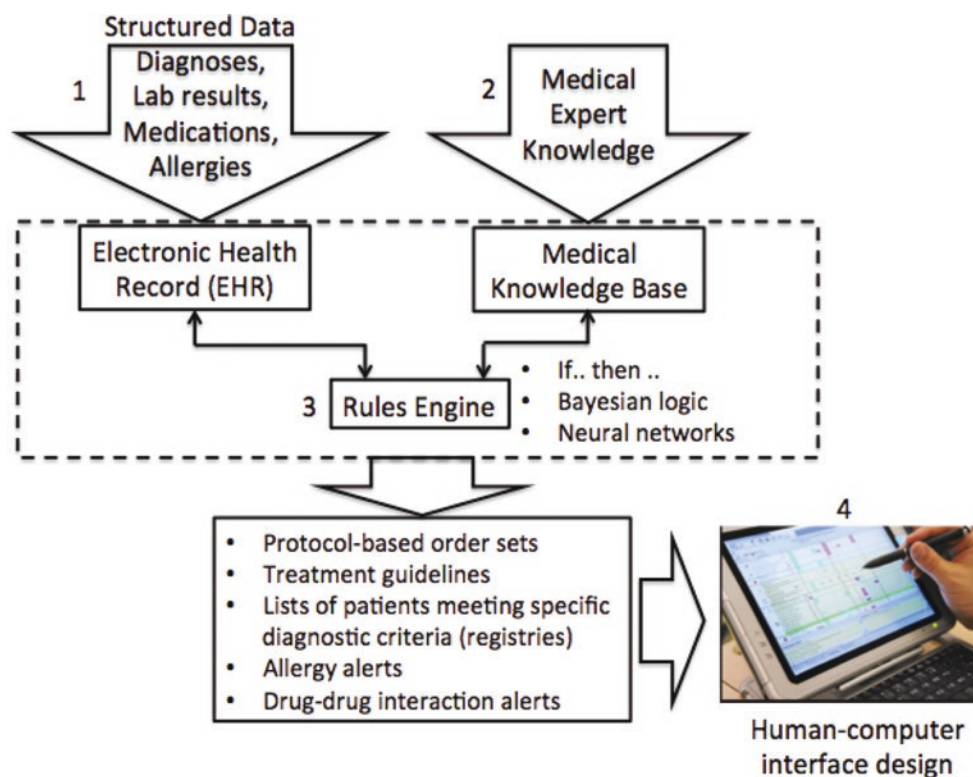 Structured Data
1
Diagnoses,
Lab results,
Medications,
Allergies
2
Medical
Expert
Knowledge
Electronic Health
Record (EHR)
Medical
Knowledge Base
3
Rules Engine
• If.. then ..
• Bayesian logic
• Neural networks
• Protocol-based order sets
• Treatment guidelines
• Lists of patients meeting specific
diagnostic criteria (registries)
• Allergy alerts
• Drug-drug interaction alerts
4
Human-computer
interface design